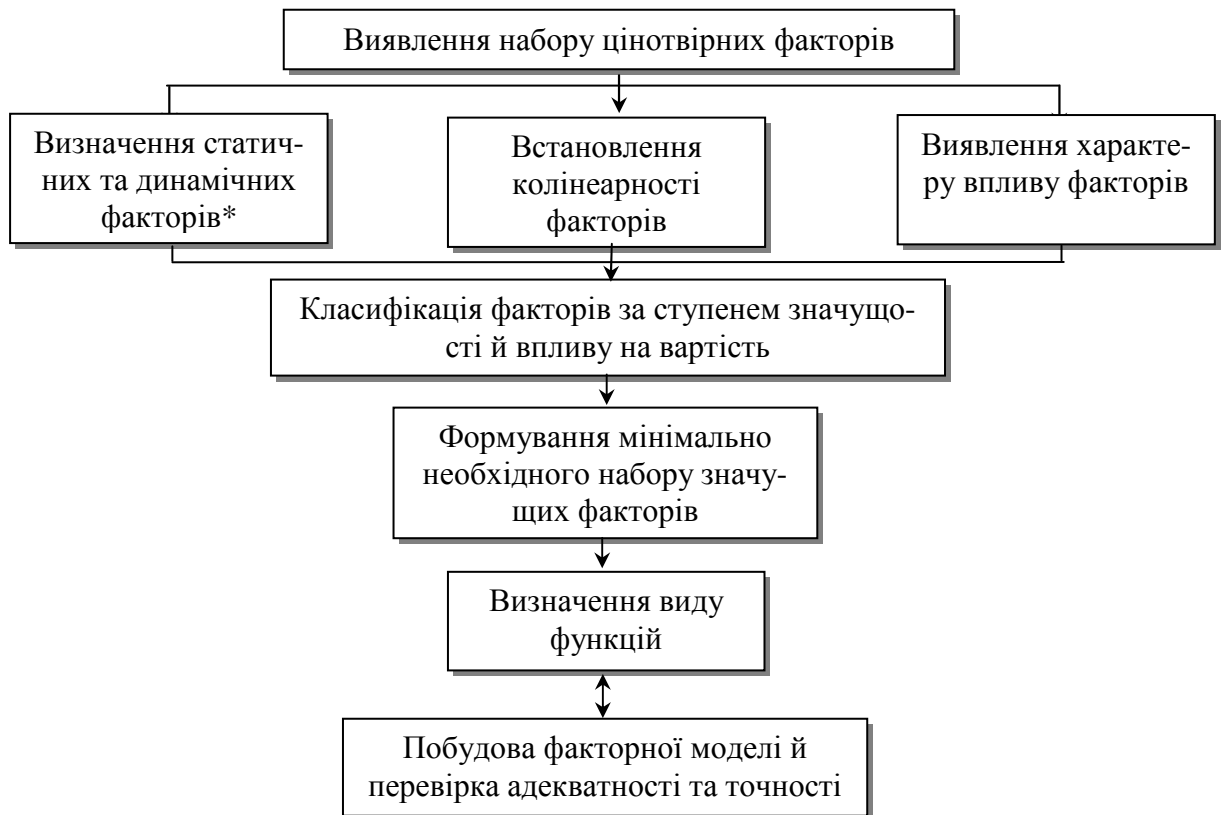 Виявлення набору цінотвірних факторів
Визначення статич-
них та динамічних
факторів*
Встановлення
колінеарності
факторів
Виявлення характе-
ру впливу факторів
Класифікація факторів за ступенем значущо-
сті й впливу на вартість
Формування мінімально
необхідного набору значу-
щих факторів
Визначення виду
функцій
Побудова факторної моделі й
перевірка адекватності та точності